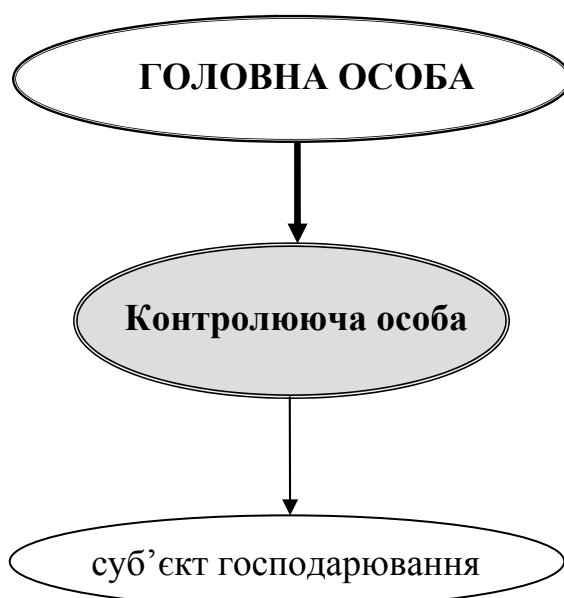 ГОЛОВНА ОСОБА
Контролююча особа
суб’єкт господарювання